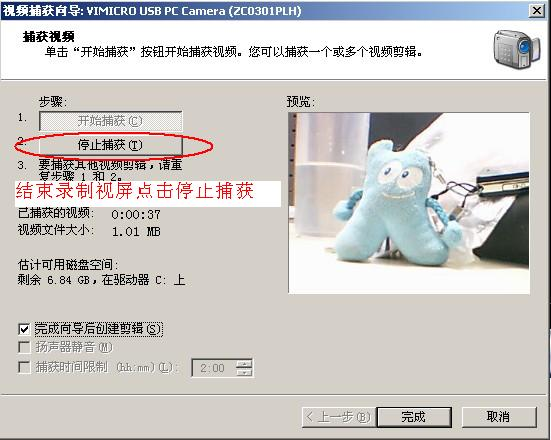 视频捕获向导: VIMICRO USB PC Camera (ZC0301PLH)
捕获视频
单击“开始捕获”按钮开始捕获视频。您可以捕获一个或多个视频剪辑。
步骤:
1. 开始捕获(C)
2. 停止捕获(T)
3. 要捕获其他视频剪辑，请重
复步骤 1 和 2。
结束录制视屏点击停止捕获
已捕获的视频: 0:00:37
视频文件大小: 1.01 MB
估计可用磁盘空间:
剩余 6.84 GB，在驱动器 C: 上
预览:
完成向导后创建剪辑(S)
扬声器静音(M)
捕获时间限制 (hh:mm)(L): 2:00
< 上一步(B) 完成 取消